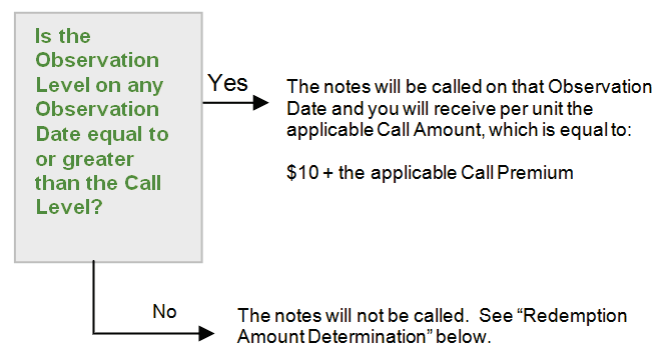 Is the
Observation
Level on any
Observation
Date equal to
or greater
than the Call
Level?
Yes
The notes will be called on that Observation
Date and you will receive per unit the
applicable Call Amount, which is equal to:
$10 + the applicable Call Premium
No
The notes will not be called.  See “Redemption
Amount Determination” below.